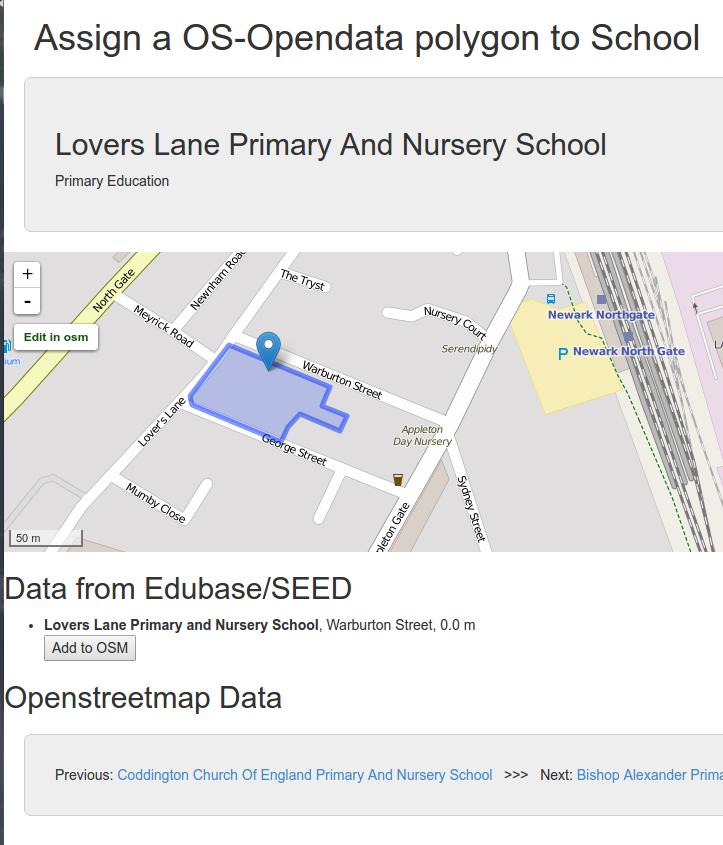 Assign a OS-Opendata polygon to School
Lovers Lane Primary And Nursery School
Primary Education
+
-
Edit in osm
North Gate
Newnham Road
The Tryst
Meyrick Road
Nursery Court
Serendipidy
Newark Northgate
P Newark North Gate
Warburton Street
Lover's Lane
George Street
Appleton
Day Nursery
Mumby Close
Sydney Street
pleton Gate
50 m
Data from Edubase/SEED
• Lovers Lane Primary and Nursery School, Warburton Street, 0.0 m
Add to OSM
Openstreetmap Data
Previous: Coddington Church Of England Primary And Nursery School >>> Next: Bishop Alexander Prima